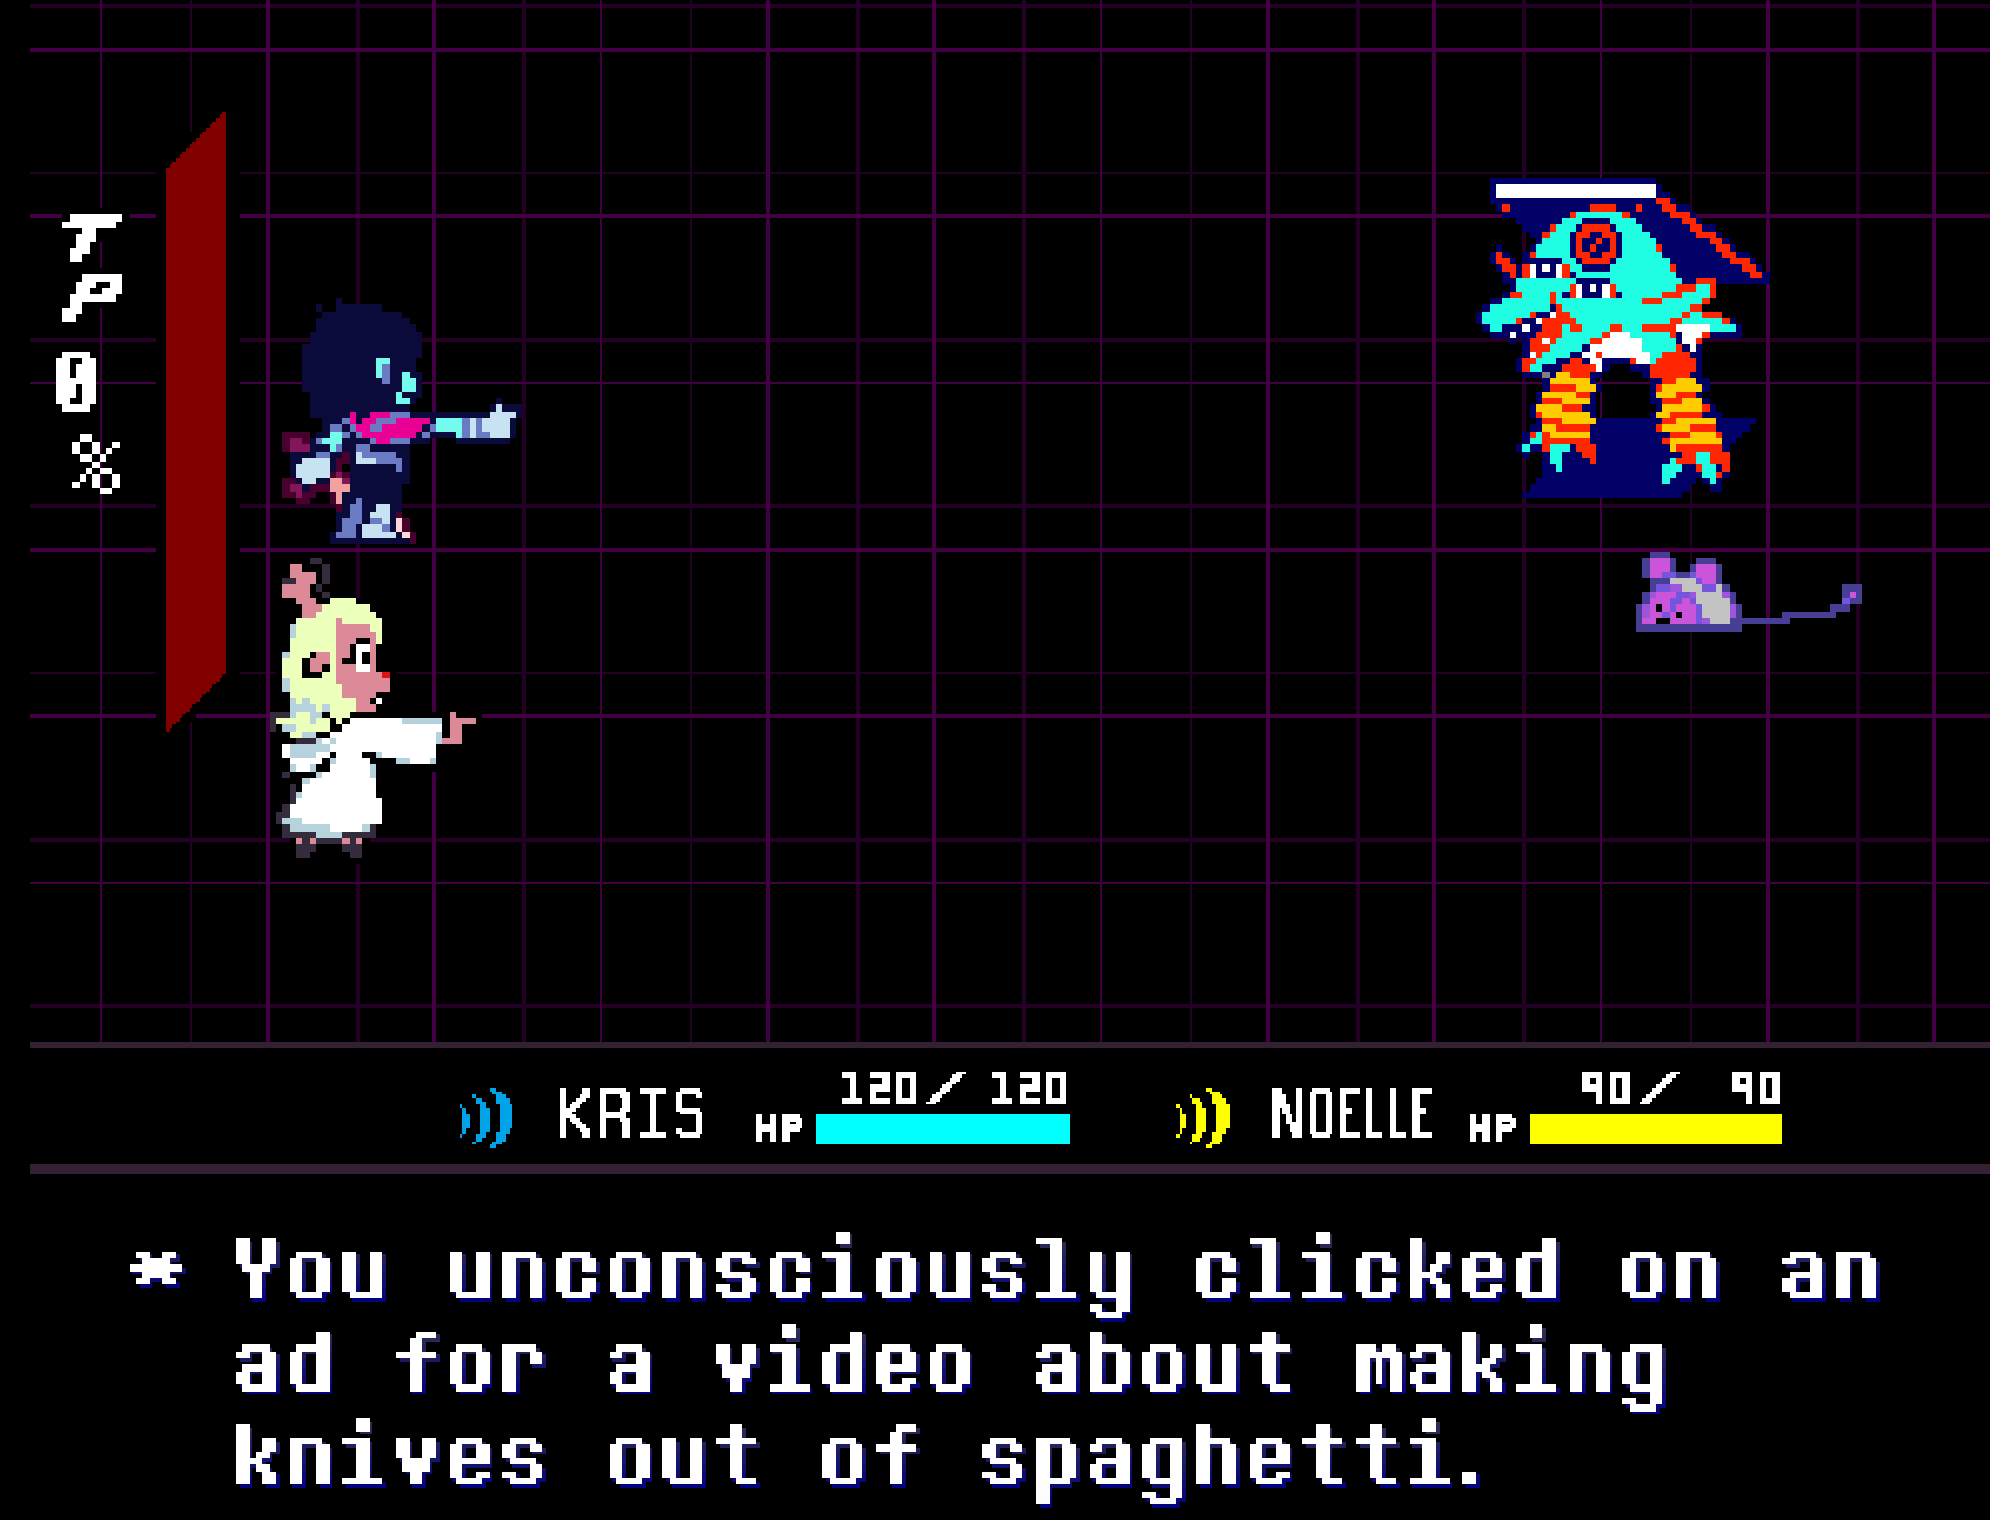 T
P
0
%
KRIS HP 120/ 120 NOELLE HP 90/ 90
* You unconsciously clicked on an
ad for a video about making
knives out of spaghetti.